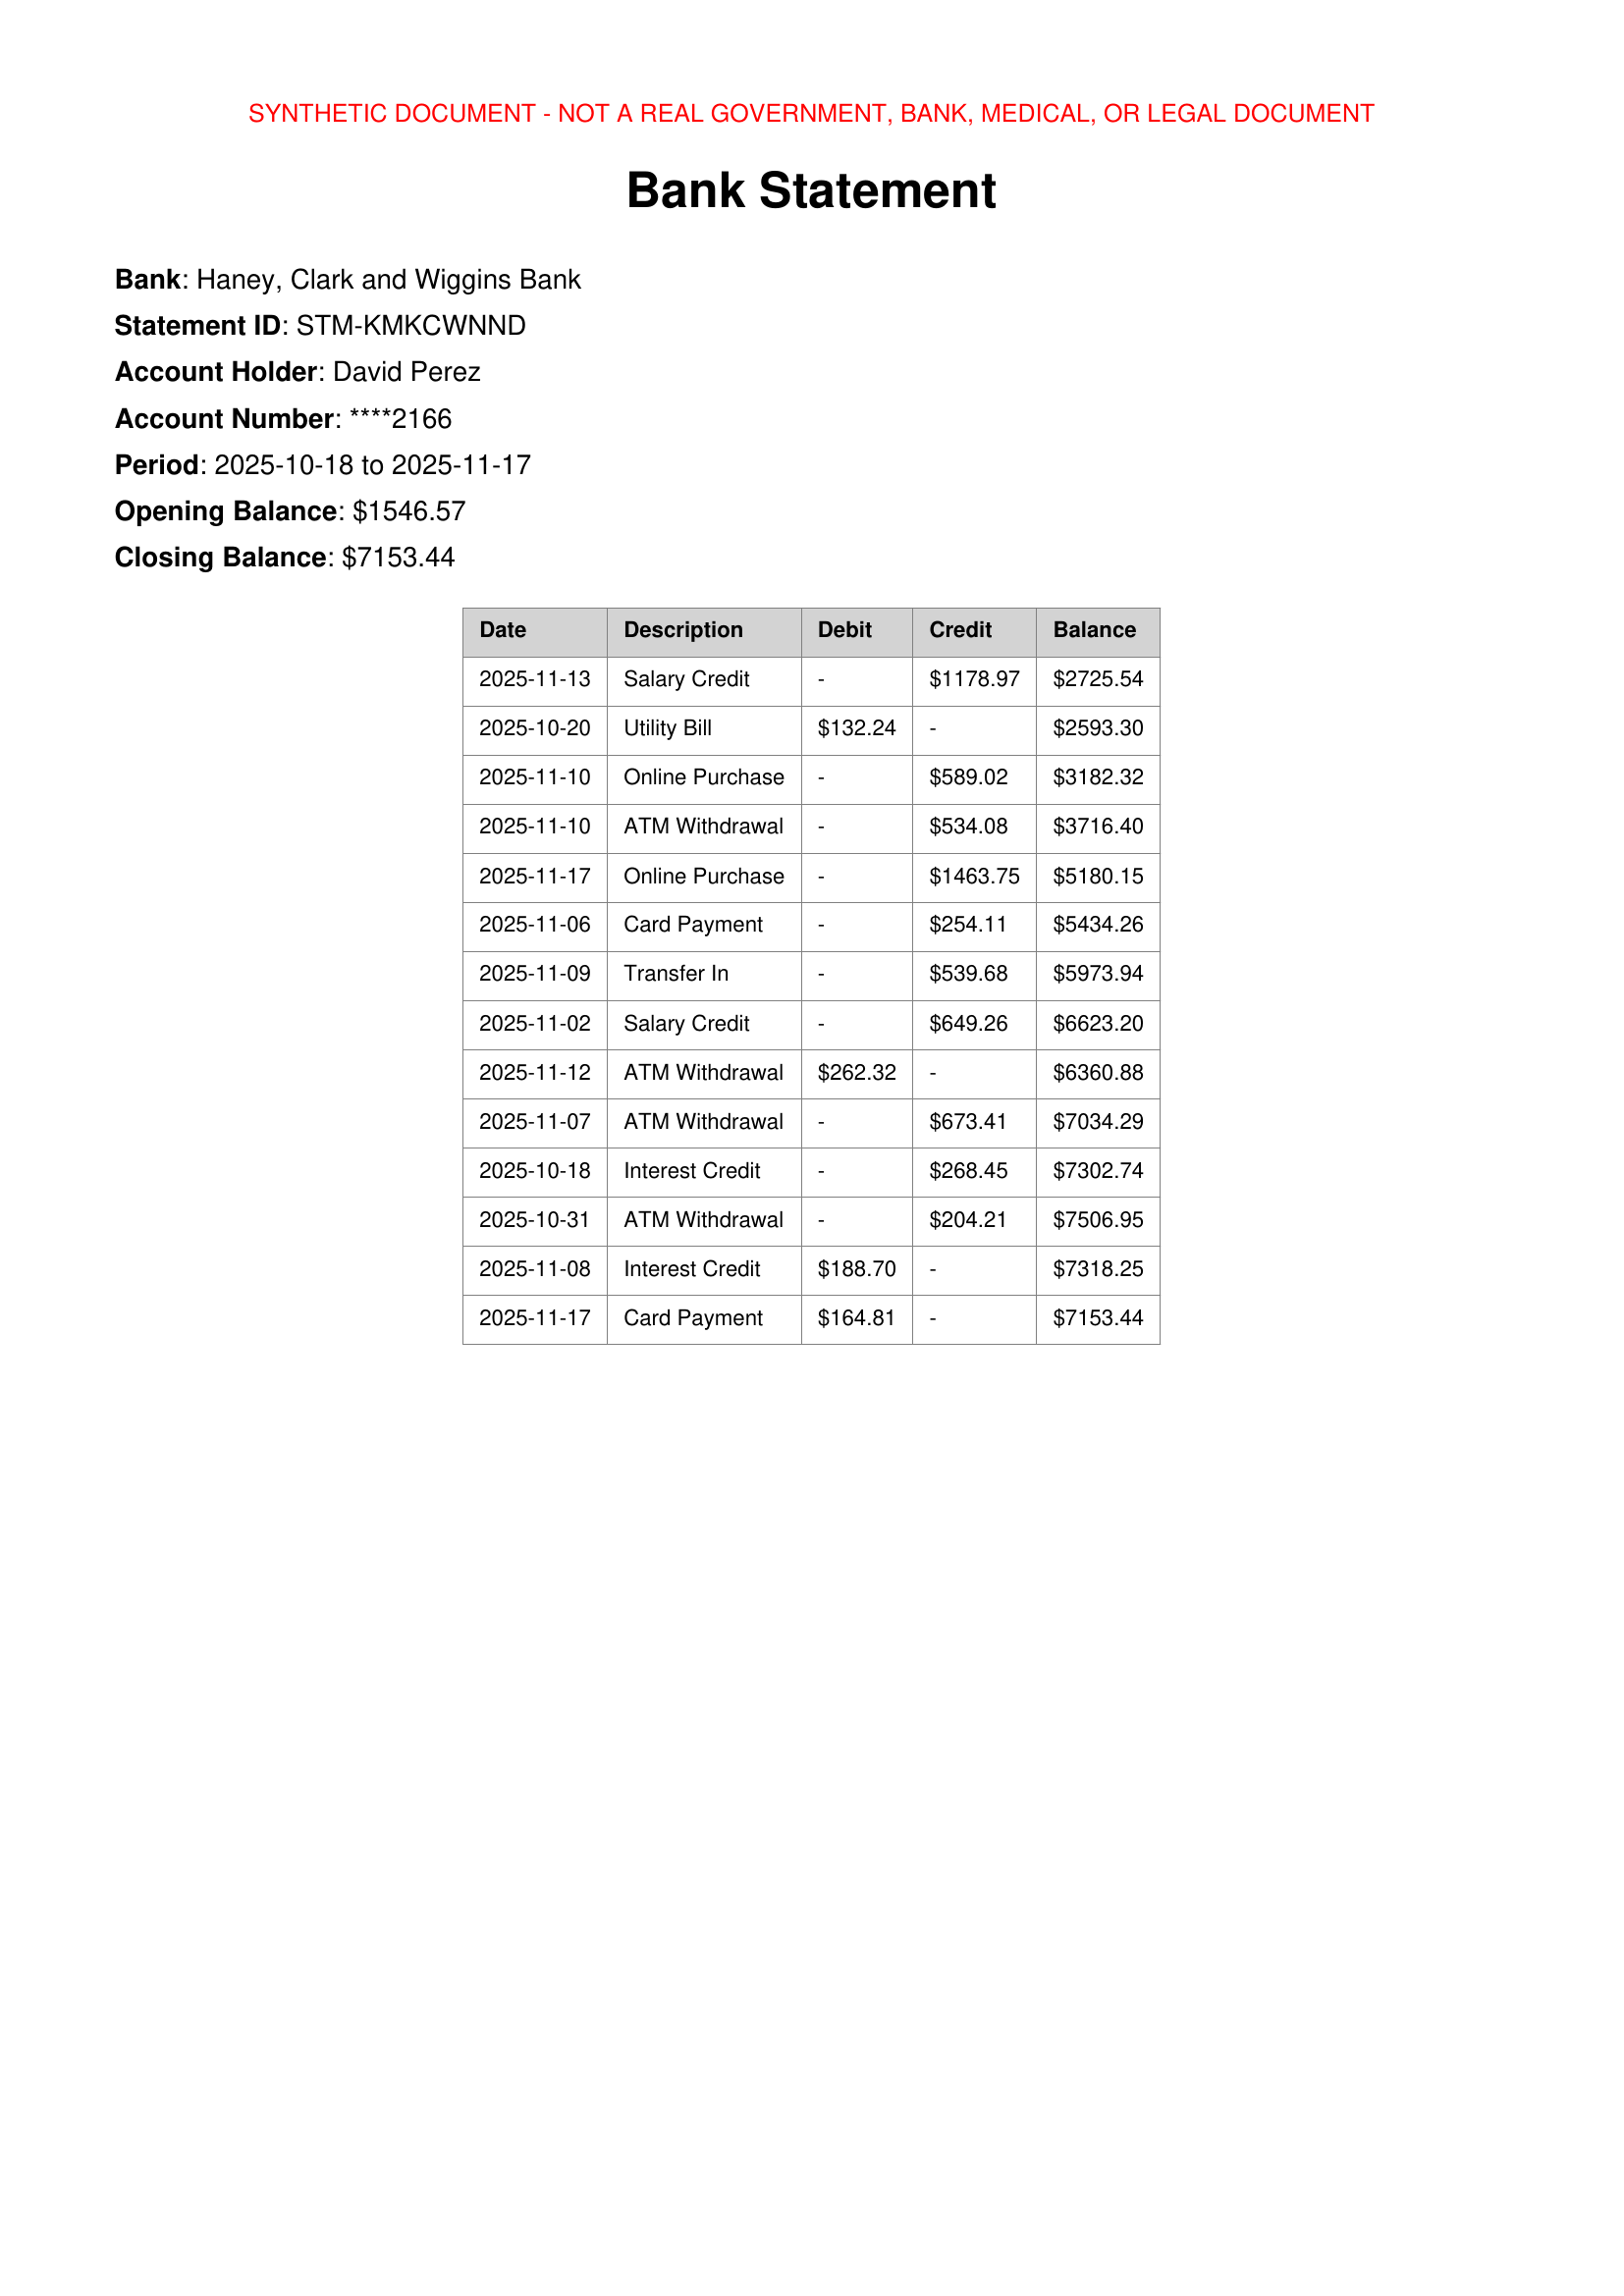 SYNTHETIC DOCUMENT - NOT A REAL GOVERNMENT, BANK, MEDICAL, OR LEGAL DOCUMENT
Bank Statement
Bank: Haney, Clark and Wiggins Bank
Statement ID: STM-KMKCWNND
Account Holder: David Perez
Account Number: ****2166
Period: 2025-10-18 to 2025-11-17
Opening Balance: $1546.57
Closing Balance: $7153.44
Date Description Debit Credit Balance
2025-11-13 Salary Credit - $1178.97 $2725.54
2025-10-20 Utility Bill $132.24 - $2593.30
2025-11-10 Online Purchase - $589.02 $3182.32
2025-11-10 ATM Withdrawal - $534.08 $3716.40
2025-11-17 Online Purchase - $1463.75 $5180.15
2025-11-06 Card Payment - $254.11 $5434.26
2025-11-09 Transfer In - $539.68 $5973.94
2025-11-02 Salary Credit - $649.26 $6623.20
2025-11-12 ATM Withdrawal $262.32 - $6360.88
2025-11-07 ATM Withdrawal - $673.41 $7034.29
2025-10-18 Interest Credit - $268.45 $7302.74
2025-10-31 ATM Withdrawal - $204.21 $7506.95
2025-11-08 Interest Credit $188.70 - $7318.25
2025-11-17 Card Payment $164.81 - $7153.44